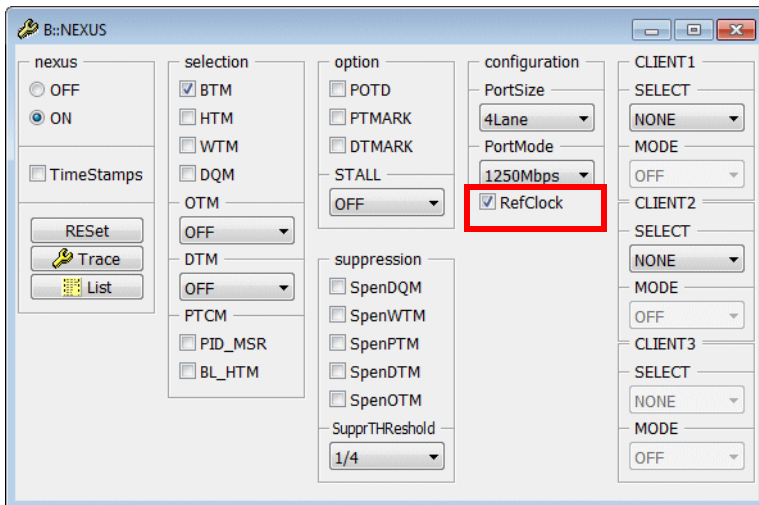 B::NEXUS
nexus
OFF
ON
TimeStamps
RESet
Trace
List
selection
BTM
HTM
WTM
DQM
OTM
OFF
DTM
OFF
PTCM
PID_MSR
BL_HTM
option
POTD
PTMARK
DTMARK
STALL
OFF
suppression
SpenDQM
SpenWTM
SpenPTM
SpenDTM
SpenOTM
SupprTHReshold
1/4
configuration
PortSize
4Lane
PortMode
1250Mbps
RefClock
CLIENT1
SELECT
NONE
MODE
OFF
CLIENT2
SELECT
NONE
MODE
OFF
CLIENT3
SELECT
NONE
MODE
OFF